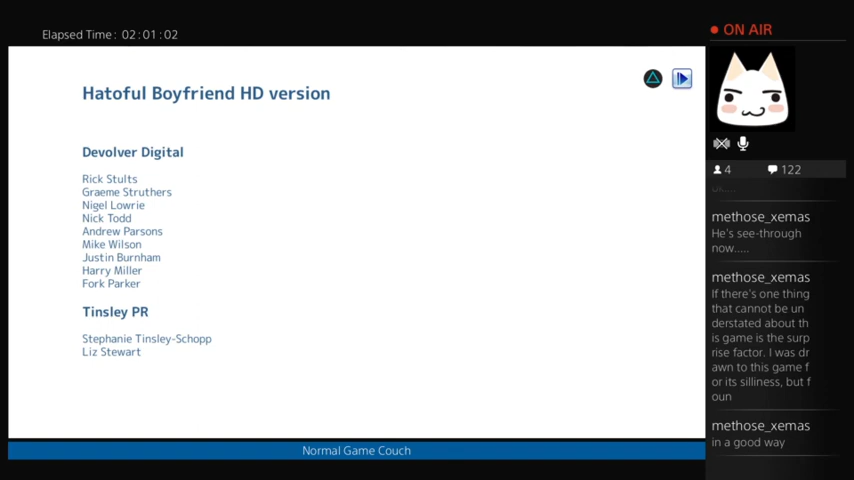 Elapsed Time: 02:01:02
ON AIR
Hatoful Boyfriend HD version
Devolver Digital
Rick Stults
Graeme Struthers
Nigel Lowrie
Nick Todd
Andrew Parsons
Mike Wilson
Justin Burnham
Harry Miller
Fork Parker
Tinsley PR
Stephanie Tinsley-Schopp
Liz Stewart
Normal Game Couch
4
122
methose_xemas
He's see-through
now.....
methose_xemas
If there's one thing
that cannot be un
derstated about th
is game is the surp
rise factor. I was dr
awn to this game f
or its silliness, but f
oun
methose_xemas
in a good way